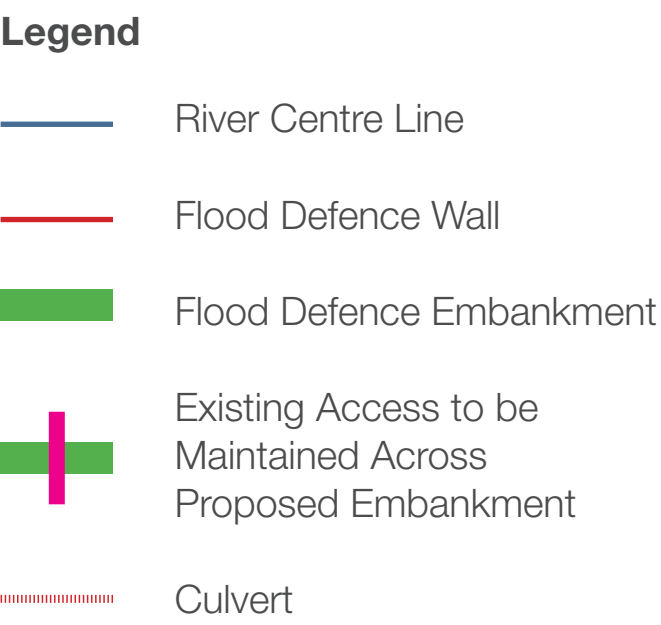 Legend
River Centre Line
Flood Defence Wall
Flood Defence Embankment
Existing Access to be
Maintained Across
Proposed Embankment
Culvert